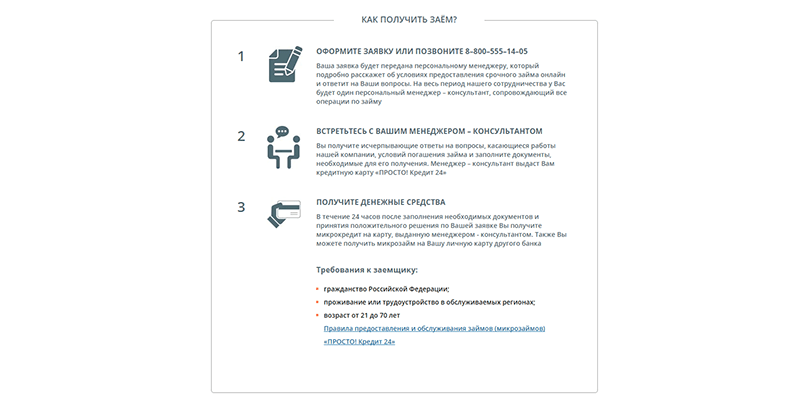 КАК ПОЛУЧИТЬ ЗАЁМ?
1
ОФОРМИТЕ ЗАЯВКУ ИЛИ ПОЗВОНИТЕ 8–800–555–14–05
Ваша заявка будет передана персональному менеджеру, который
подробно расскажет об условиях предоставления срочного займа онлайн
и ответит на Ваши вопросы. На весь период нашего сотрудничества у Вас
будет один персональный менеджер – консультант, сопровождающий все
операции по займу
2
ВСТРЕТЬТЕСЬ С ВАШИМ МЕНЕДЖЕРОМ – КОНСУЛЬТАНТОМ
Вы получите исчерпывающие ответы на вопросы, касающиеся работы
нашей компании, условий погашения займа и заполните документы,
необходимые для его получения. Менеджер – консультант выдаст Вам
кредитную карту «ПРОСТО! Кредит 24»
3
ПОЛУЧИТЕ ДЕНЕЖНЫЕ СРЕДСТВА
В течение 24 часов после заполнения необходимых документов и
принятия положительного решения по Вашей заявке Вы получите
микрокредит на карту, выданную менеджером - консультантом. Также Вы
можете получить микрозайм на Вашу личную карту другого банка
Требования к заемщику:
гражданство Российской Федерации;
проживание или трудоустройство в обслуживаемых регионах;
возраст от 21 до 70 лет
Правила предоставления и обслуживания займов (микрозаймов)
«ПРОСТО! Кредит 24»